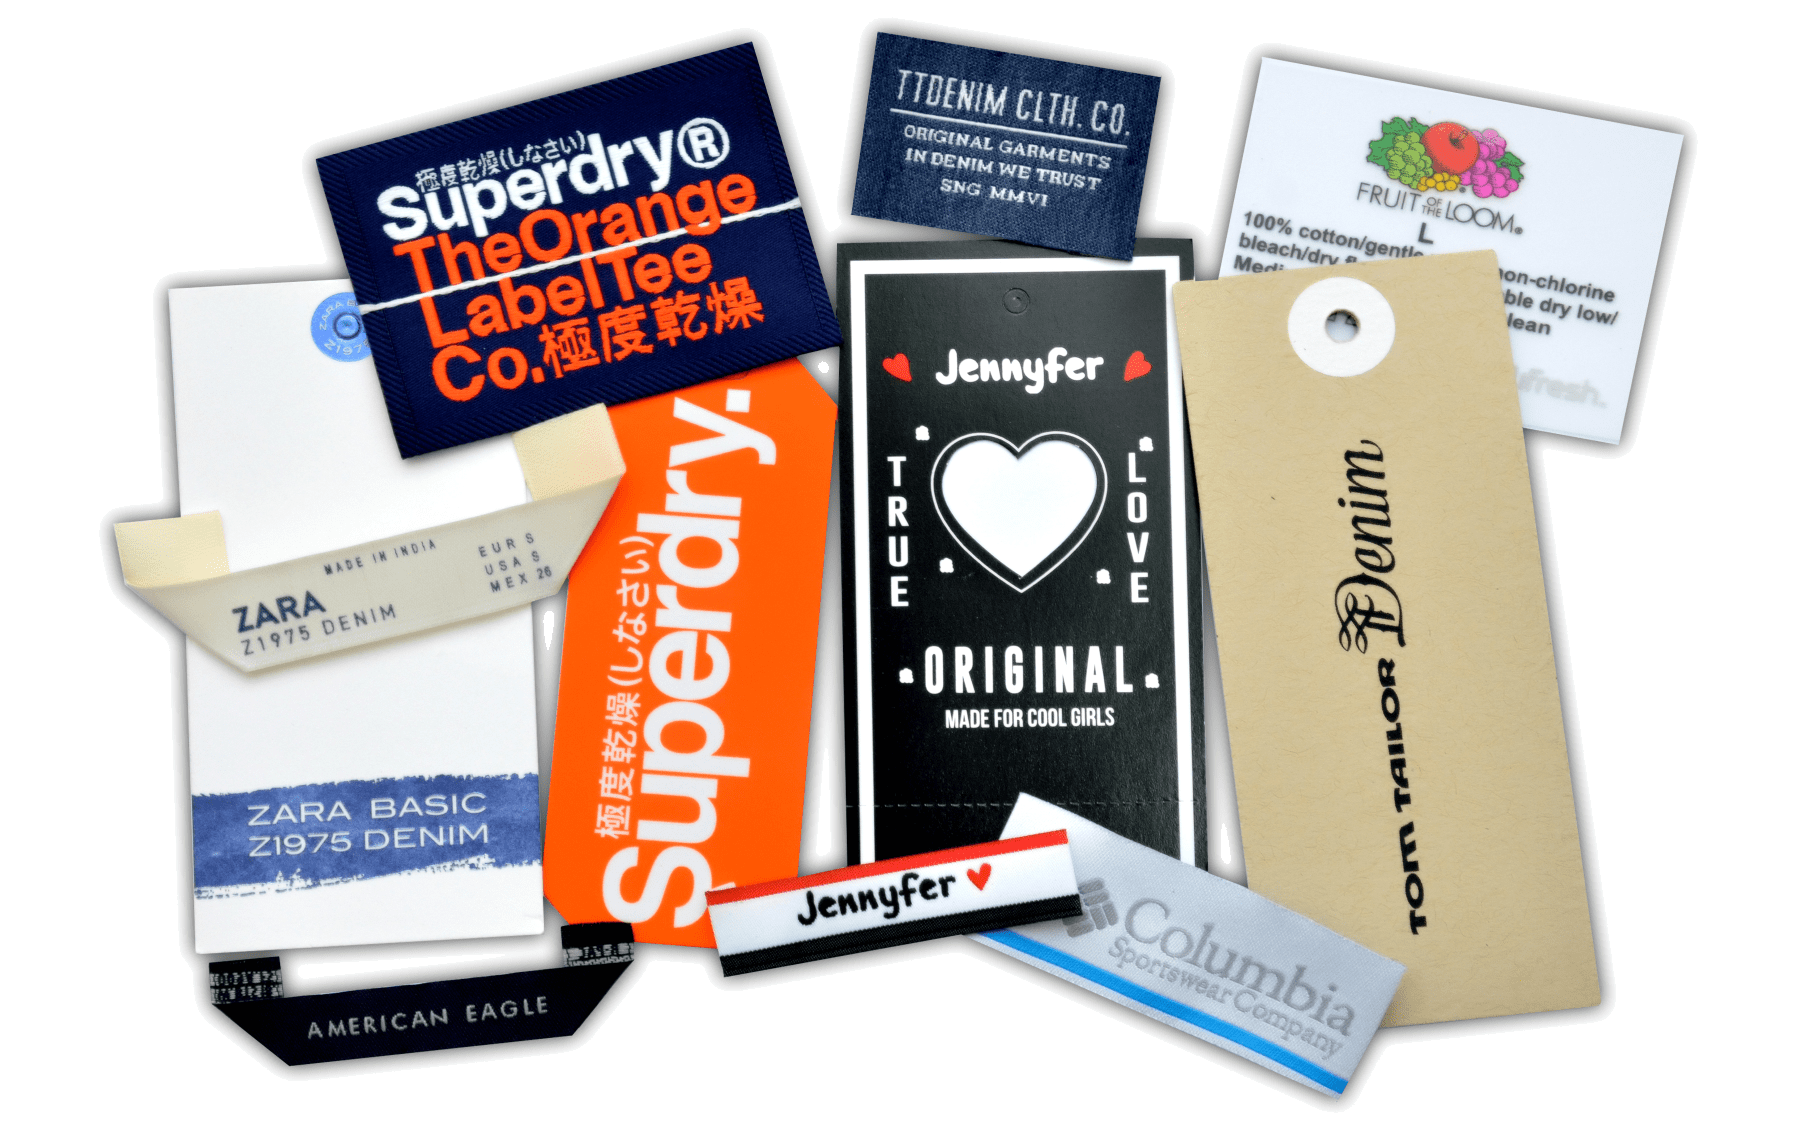 極度乾燥(しなさい)
Superdry®
TheOrange
LabelTee
Co.極度乾燥
TTDENIM CLTH. CO.
ORIGINAL GARMENTS
IN DENIM WE TRUST
SNG MMVI
FRUIT OF THE LOOM®
L
100% cotton/gentle
non-chlorine
bleach/dry
dry low/
ZARA
Z1975
MADE IN INDIA
EUR S
USA S
MEX 26
ZARA
Z1975 DENIM
ZARA BASIC
Z1975 DENIM
極度乾燥(しなさい)
Superdry.
Jennyfer
TRUE
LOVE
ORIGINAL
MADE FOR COOL GIRLS
TOM TAILOR Denim
Jennyfer
Columbia
Sportswear Company
AMERICAN EAGLE